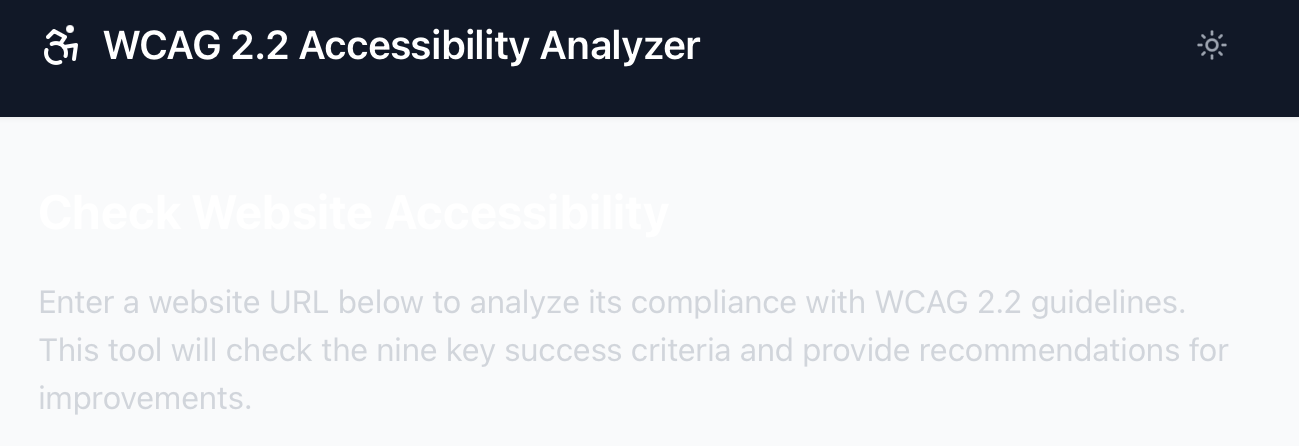 WCAG 2.2 Accessibility Analyzer
Check Website Accessibility
Enter a website URL below to analyze its compliance with WCAG 2.2 guidelines.
This tool will check the nine key success criteria and provide recommendations for
improvements.